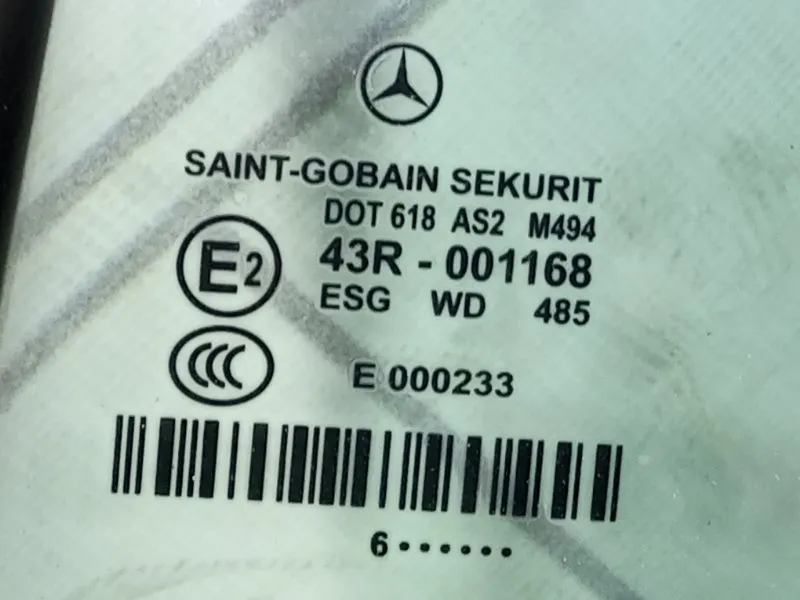 SAINT-GOBAIN SEKURIT
DOT 618 AS2 M494
E2
43R - 001168
ESG WD 485
CCC
E 000233
6••••••